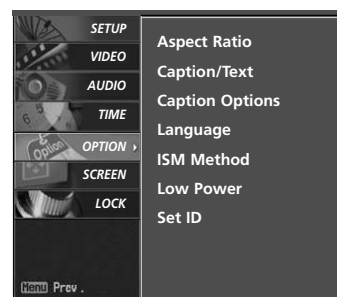 SETUP
VIDEO
AUDIO
TIME
OPTION
SCREEN
LOCK
Menu Prev.
Aspect Ratio
Caption/Text
Caption Options
Language
ISM Method
Low Power
Set ID